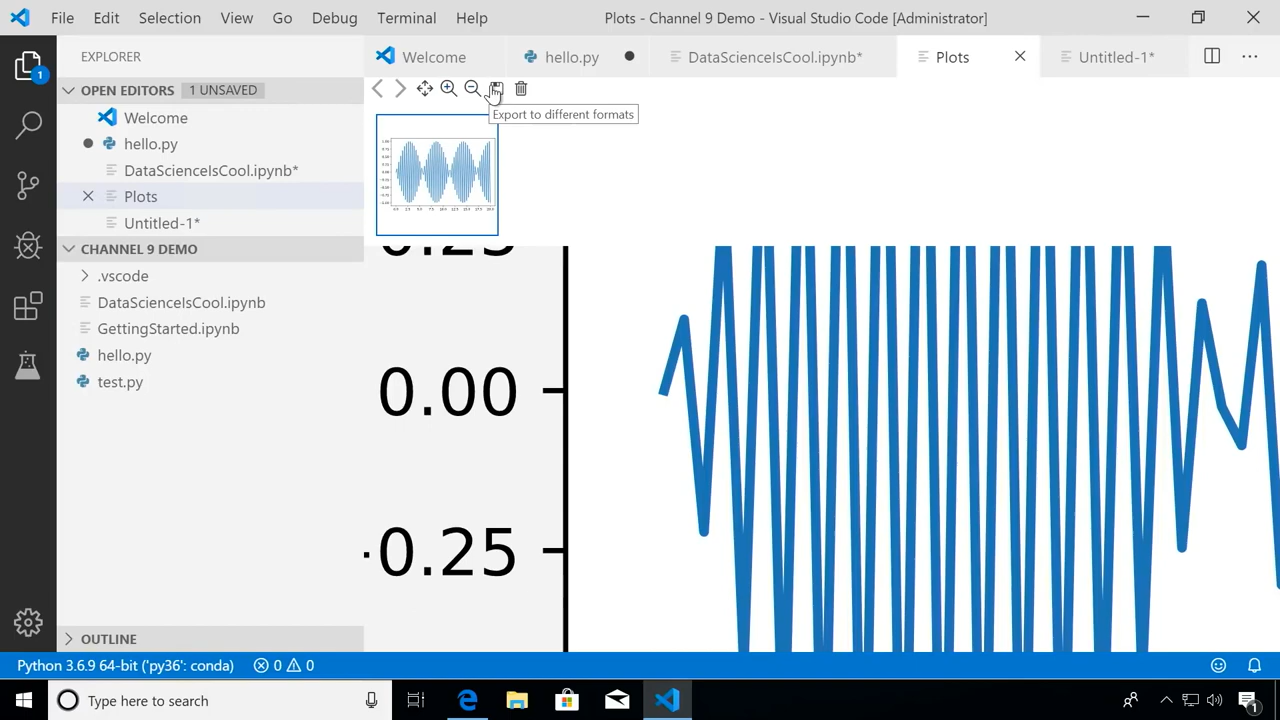 File Edit Selection View Go Debug Terminal Help Plots - Channel 9 Demo - Visual Studio Code [Administrator]
EXPLORER
Welcome hello.py DataScienceIsCool.ipynb* Plots Untitled-1*
OPEN EDITORS 1 UNSAVED
Welcome
hello.py
DataScienceIsCool.ipynb*
Plots
Untitled-1*
CHANNEL 9 DEMO
.vscode
DataScienceIsCool.ipynb
GettingStarted.ipynb
hello.py
test.py
OUTLINE
Export to different formats
0.00
-0.25
1
Python 3.6.9 64-bit ('py36': conda) 0 0
Type here to search
1